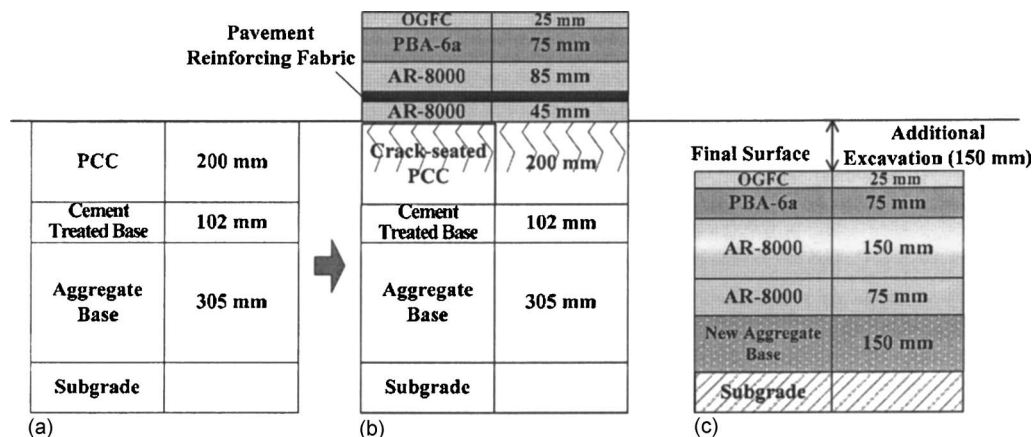 Pavement
Reinforcing Fabric
PCC 200 mm
Cement
Treated Base 102 mm
Aggregate
Base 305 mm
Subgrade
(a)
OGFC 25 mm
PBA-6a 75 mm
AR-8000 85 mm
AR-8000 45 mm
Crack-seated
PCC 200 mm
Cement
Treated Base 102 mm
Aggregate
Base 305 mm
Subgrade
(b)
Additional
Excavation (150 mm)
Final Surface
OGFC 25 mm
PBA-6a 75 mm
AR-8000 150 mm
AR-8000 75 mm
New Aggregate
Base 150 mm
Subgrade
(c)